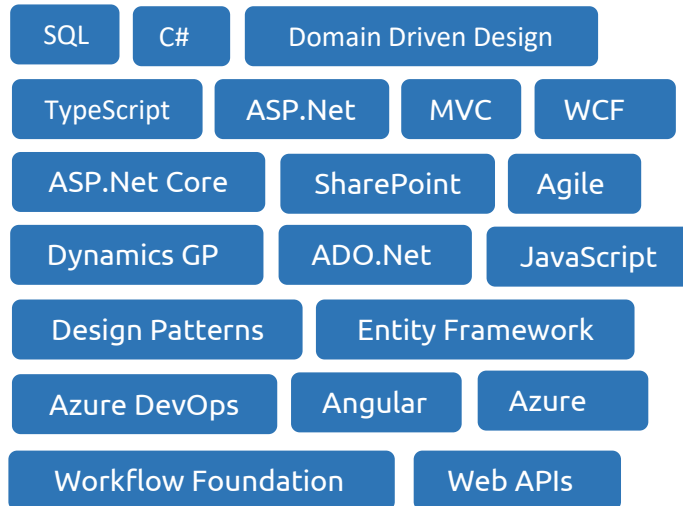 SQL C# Domain Driven Design
TypeScript ASP.Net MVC WCF
ASP.Net Core SharePoint Agile
Dynamics GP ADO.Net JavaScript
Design Patterns Entity Framework
Azure DevOps Angular Azure
Workflow Foundation Web APIs